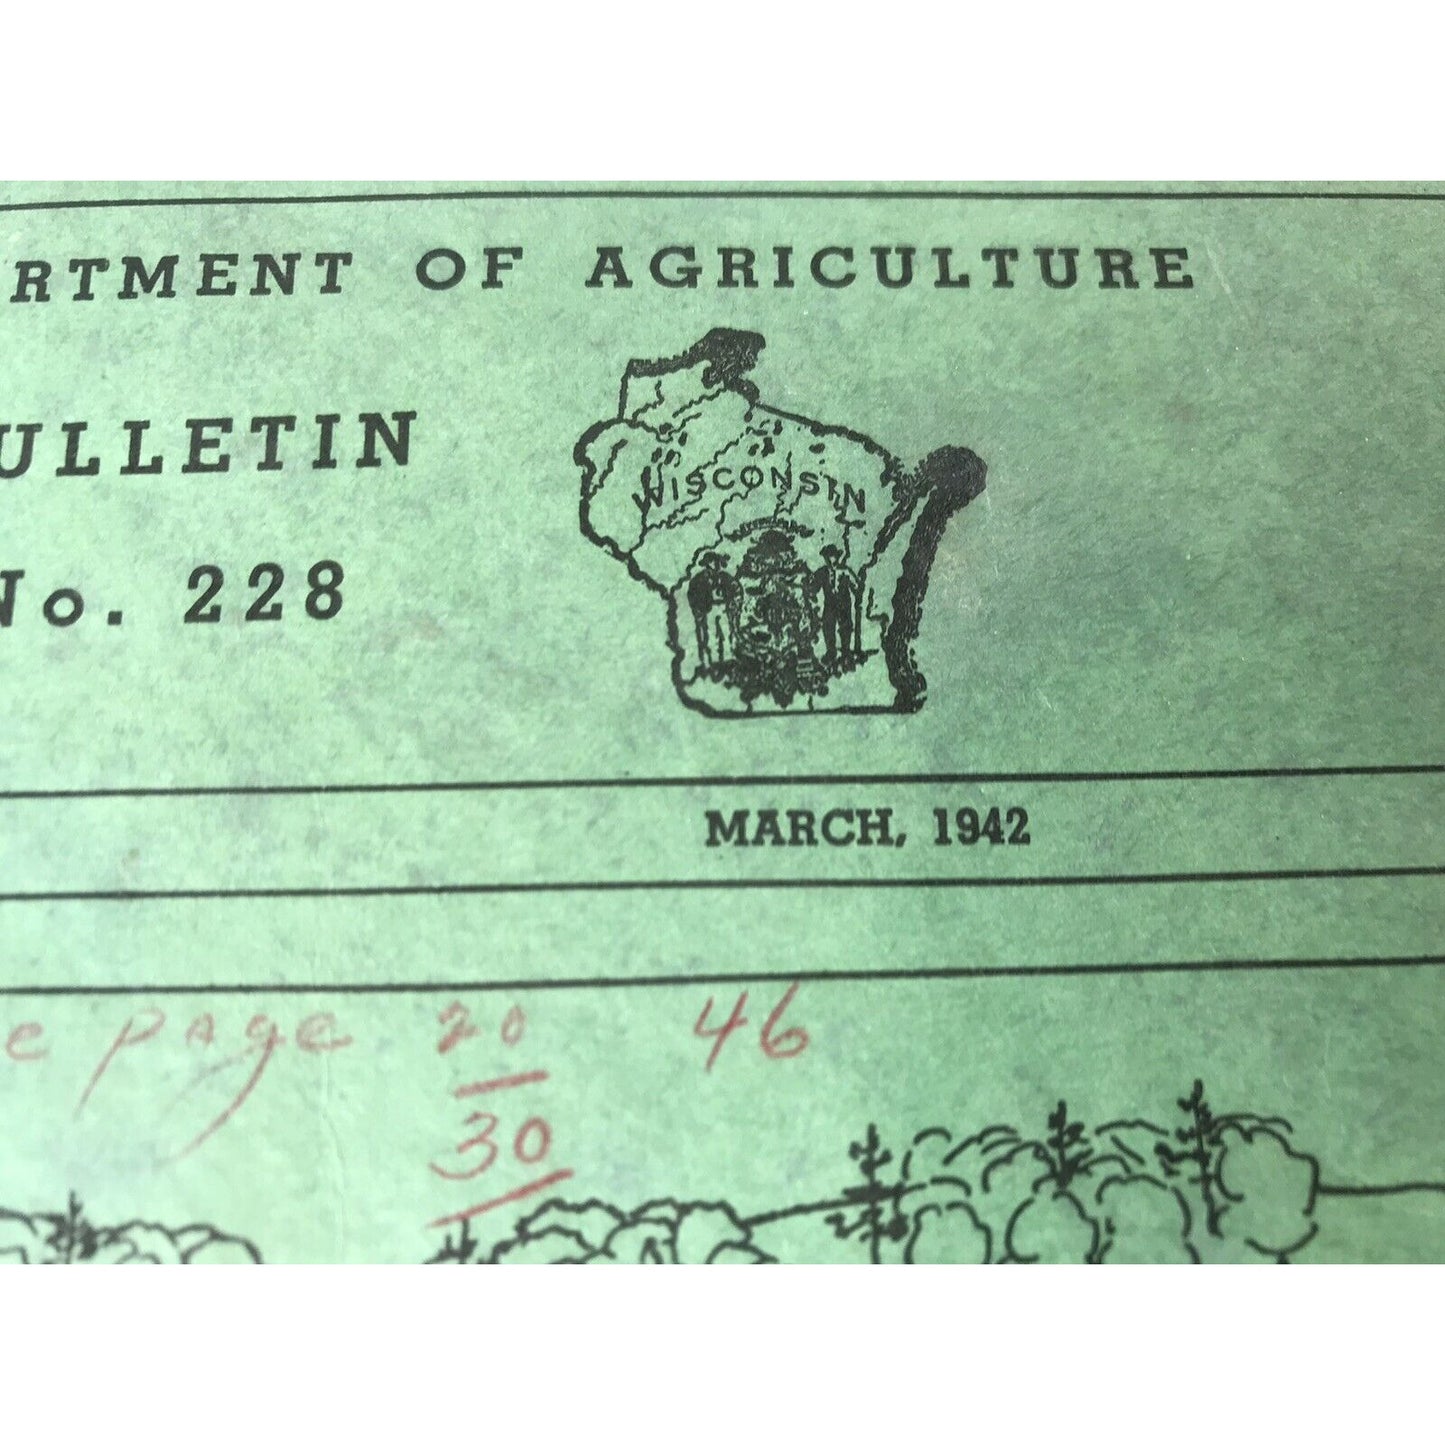 RTMENT OF AGRICULTURE
ULLETIN
WISCONSIN
No. 228
MARCH, 1942
e page 20 46
30